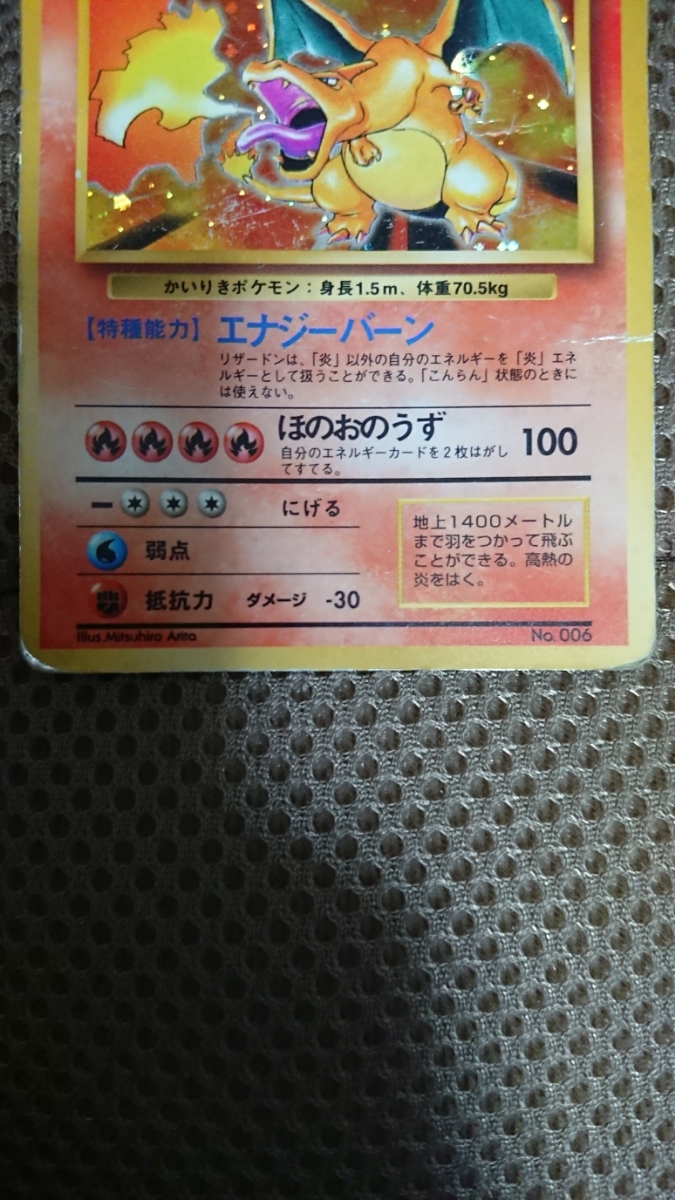 かいりきポケモン：身長1.5m、体重70.5kg
【特種能力】 エナジーバーン
リザードンは、「炎」以外の自分のエネルギーを「炎」エネ
ルギーとして扱うことができる。「こんらん」状態のときに
は使えない。
ほのおのうず 100
自分のエネルギーカードを2枚はがし
てすてる。
ー にげる
弱点
抵抗力 ダメージ -30
地上1400メートル
まで羽をつかって飛ぶ
ことができる。高熱の
炎をはく。
Illus.Mitsuhiro Arita No. 006